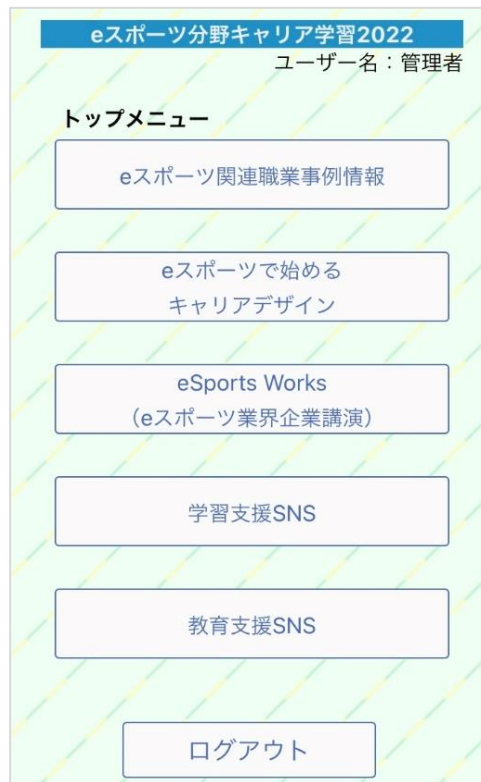 eスポーツ分野キャリア学習2022
ユーザー名：管理者
トップメニュー
eスポーツ関連職業事例情報
eスポーツで始める
キャリアデザイン
eSports Works
（eスポーツ業界企業講演）
学習支援SNS
教育支援SNS
ログアウト